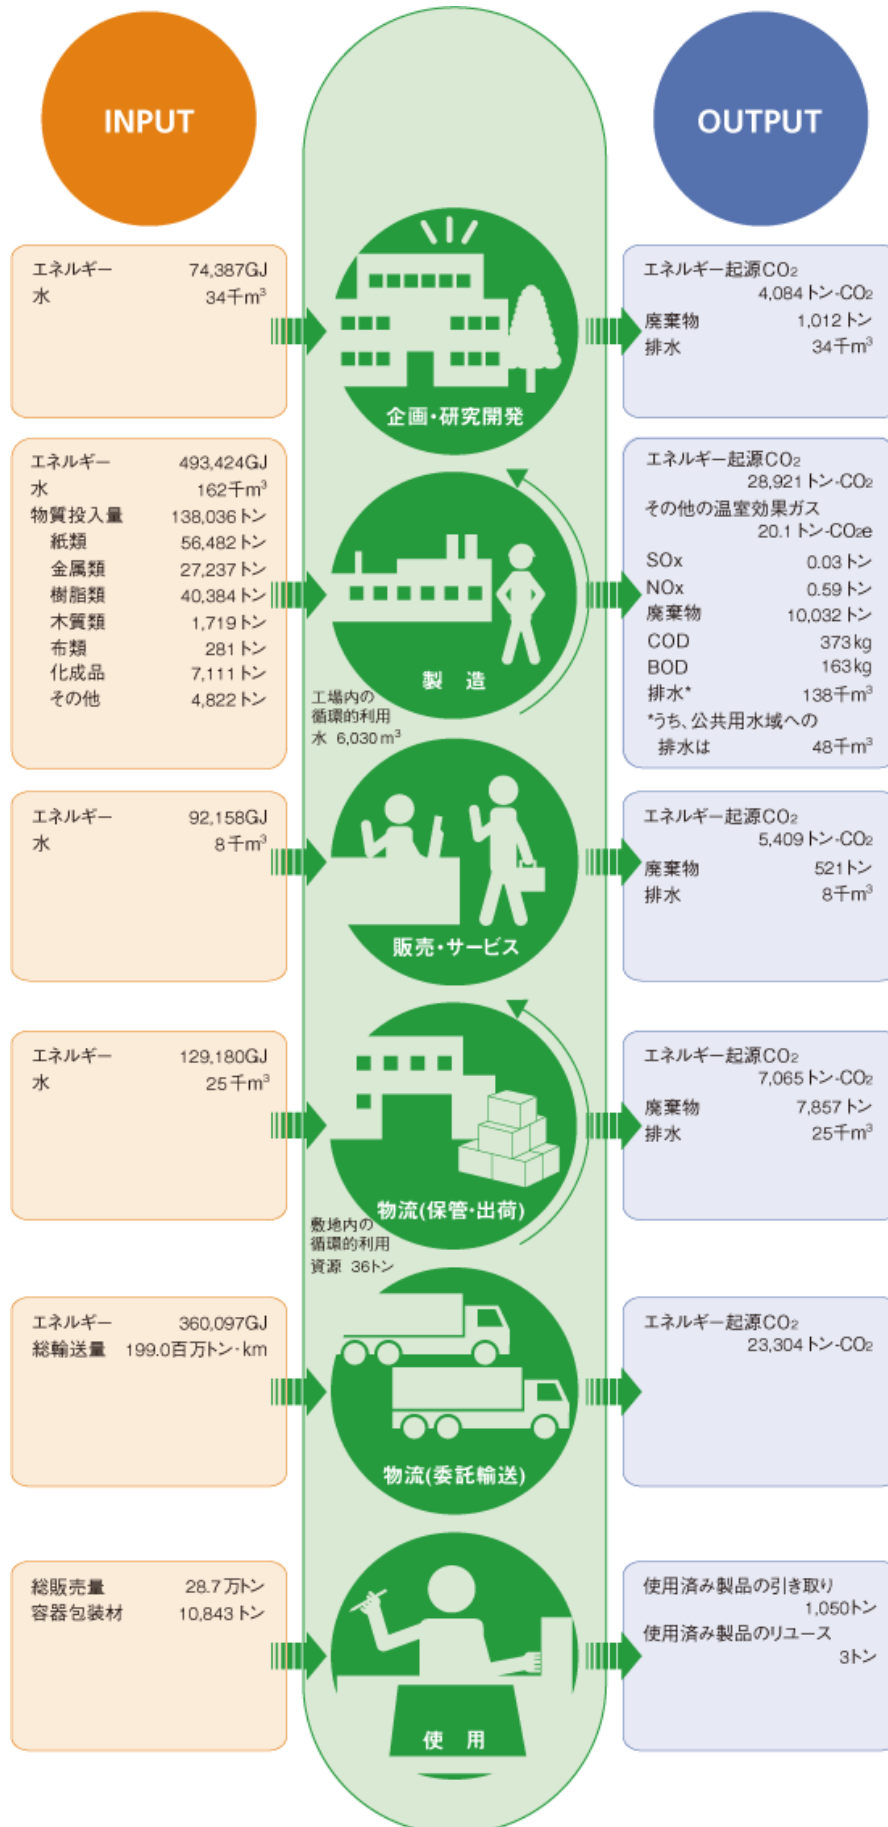 INPUT
OUTPUT
エネルギー 74,387GJ
水 34千m³
企画・研究開発
エネルギー起源CO₂
4,084トン-CO₂
廃棄物 1,012トン
排水 34千m³
エネルギー 493,424GJ
水 162千m³
物質投入量 138,036トン
紙類 56,482トン
金属類 27,237トン
樹脂類 40,384トン
木質類 1,719トン
布類 281トン
化成品 7,111トン
その他 4,822トン
製 造
工場内の
循環的利用
水 6,030m³
エネルギー起源CO₂
28,921トン-CO₂
その他の温室効果ガス
20.1トン-CO₂e
SOx 0.03トン
NOx 0.59トン
廃棄物 10,032トン
COD 373kg
BOD 163kg
排水* 138千m³
*うち、公共用水域への
排水は 48千m³
エネルギー 92,158GJ
水 8千m³
販売・サービス
エネルギー起源CO₂
5,409トン-CO₂
廃棄物 521トン
排水 8千m³
エネルギー 129,180GJ
水 25千m³
物流(保管・出荷)
敷地内の
循環的利用
資源 36トン
エネルギー起源CO₂
7,065トン-CO₂
廃棄物 7,857トン
排水 25千m³
エネルギー 360,097GJ
総輸送量 199.0百万トン・km
物流(委託輸送)
エネルギー起源CO₂
23,304トン-CO₂
総販売量 28.7万トン
容器包装材 10,843トン
使 用
使用済み製品の引き取り
1,050トン
使用済み製品のリユース
3トン